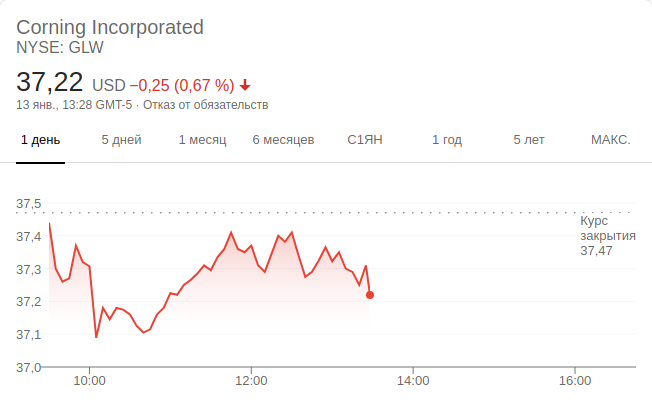 Corning Incorporated
NYSE: GLW
37,22 USD −0,25 (0,67 %) ↓
13 янв., 13:28 GMT-5 · Отказ от обязательств
1 день 5 дней 1 месяц 6 месяцев С1ЯН 1 год 5 лет МАКС.
37,5
Курс
закрытия
37,47
37,4
37,3
37,2
37,1
37,0
10:00 12:00 14:00 16:00